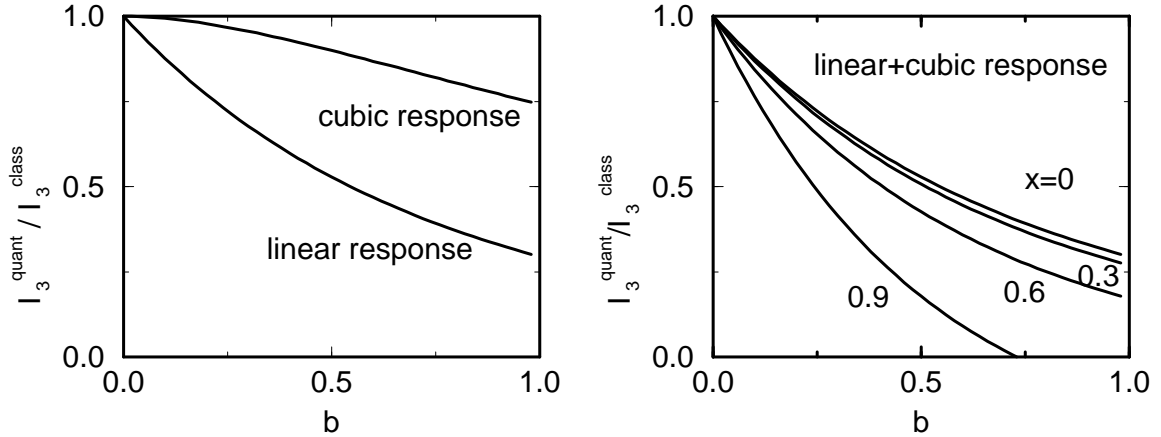 1.0
0.5
0.0
0.0
0.5
1.0
b
I₃^quant / I₃^class
cubic response
linear response
1.0
0.5
0.0
0.0
0.5
1.0
b
I₃^quant/I₃^class
linear+cubic response
x=0
0.3
0.6
0.9